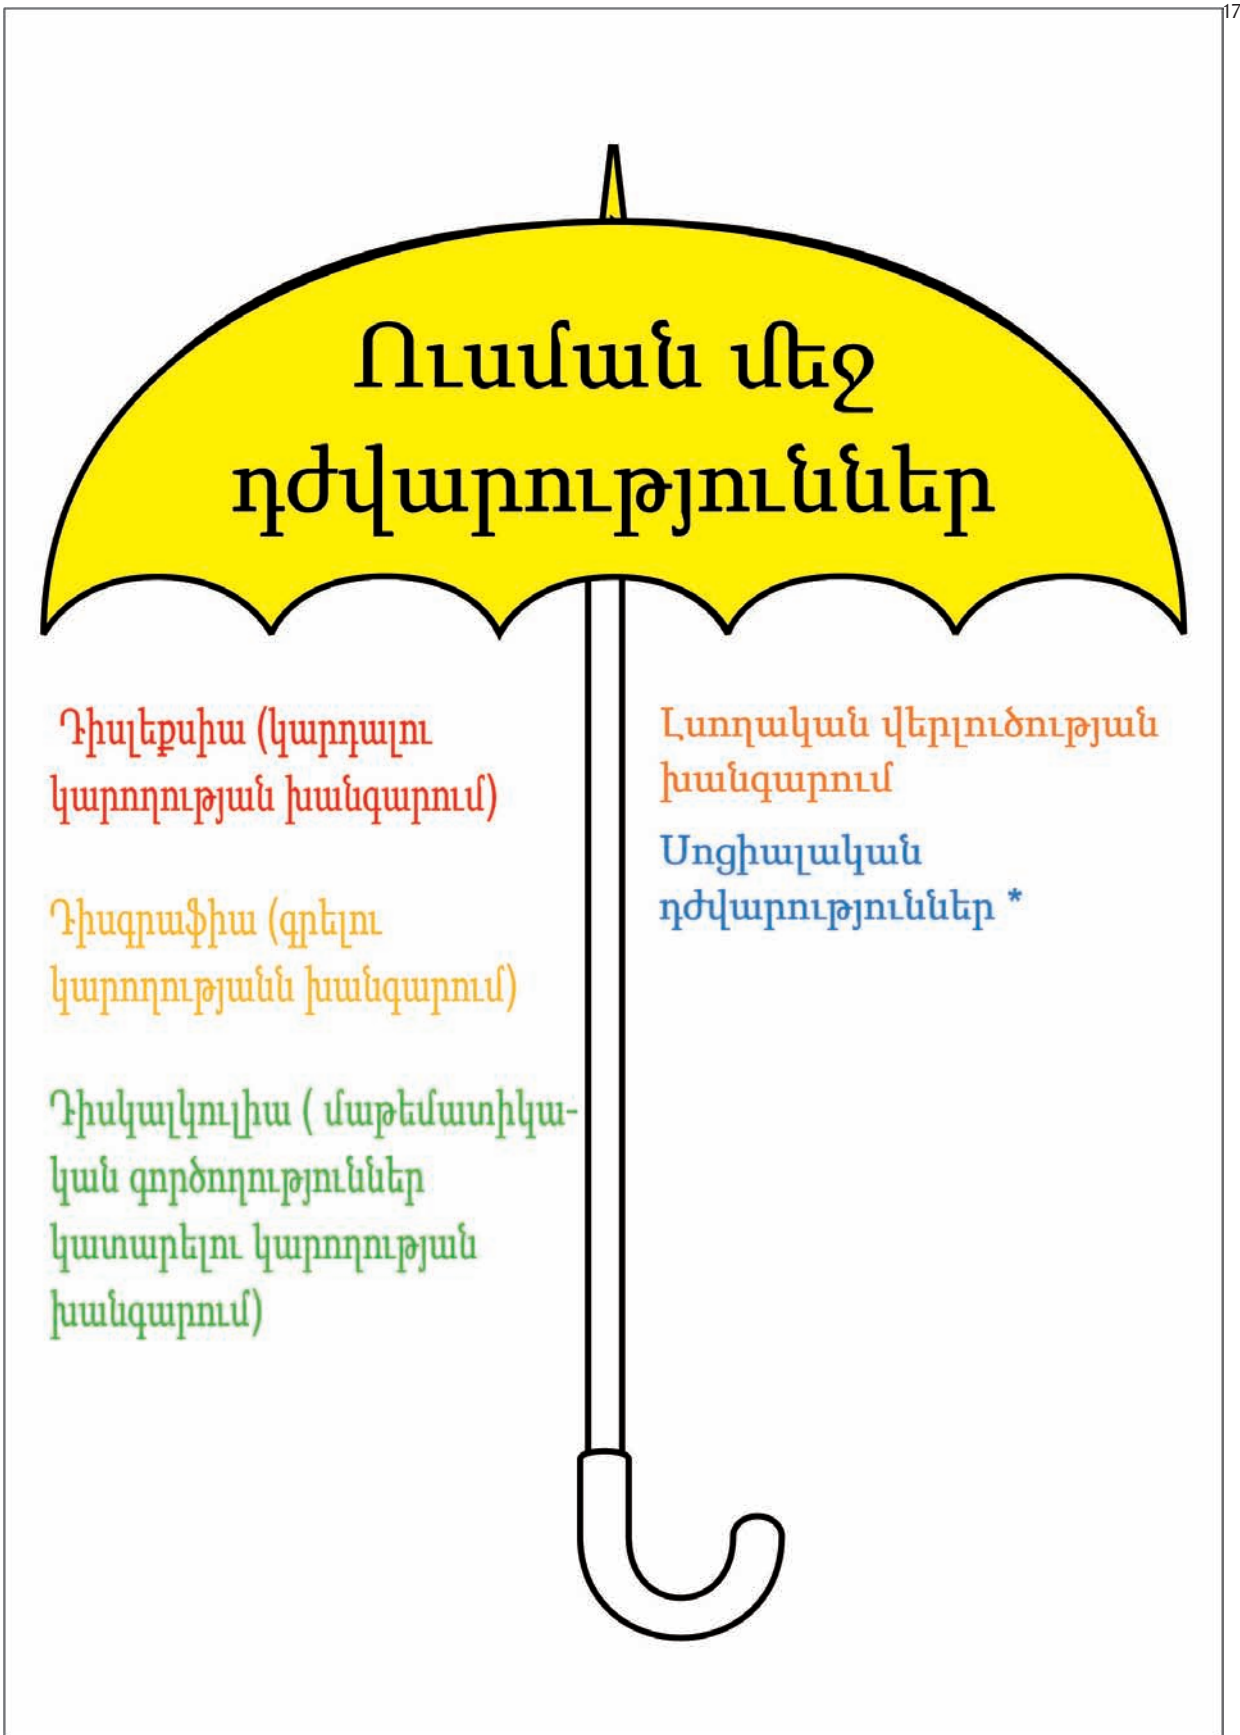 17
Ուսման մեջ
դժվարություններ
Դիսլեքսիա (կարդալու
կարողության խանգարում)
Դիսգրաֆիա (գրելու
կարողությանն խանգարում)
Դիսկալկուլիա ( մաթեմատիկա-
կան գործողություններ
կատարելու կարողության
խանգարում)
Լսողական վերլուծության
խանգարում
Սոցիալական
դժվարություններ *